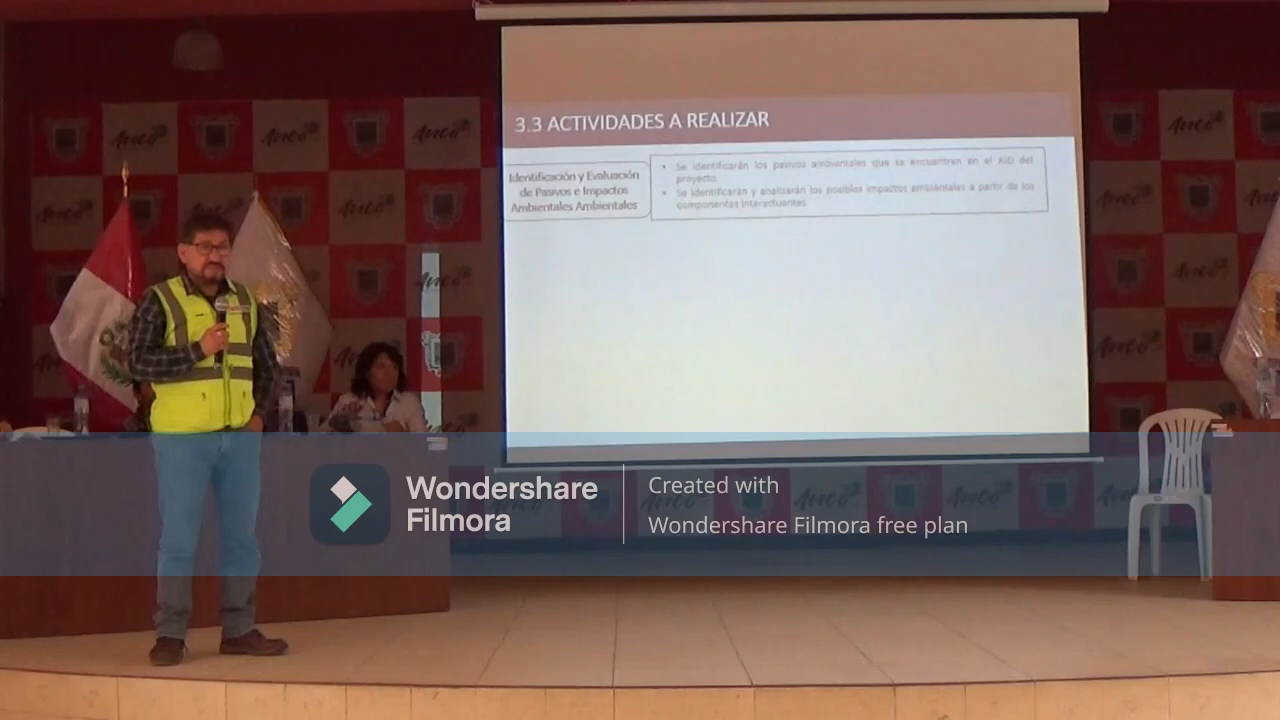 3.3 ACTIVIDADES A REALIZAR
Identificación y Evaluación
de Pasivos e Impactos
Ambientales Ambientales
• Se identificarán los pasivos ambientales que se encuentren en el AID del
proyecto.
• Se identificarán y analizarán los posibles impactos ambientales a partir de los
componentes interactuantes
Wondershare
Filmora
Created with
Wondershare Filmora free plan